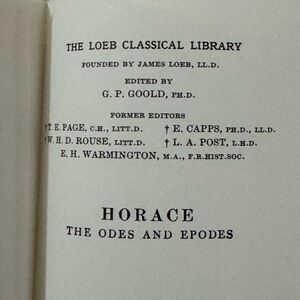 THE LOEB CLASSICAL LIBRARY
FOUNDED BY JAMES LOEB, LL.D.
EDITED BY
G. P. GOOLD, PH.D.
FORMER EDITORS
†T. E. PAGE, C.H., LITT.D. † E. CAPPS, PH.D., LL.D.
†W. H. D. ROUSE, LITT.D. † L. A. POST, L.H.D.
E. H. WARMINGTON, M.A., F.R.HIST.SOC.
HORACE
THE ODES AND EPODES